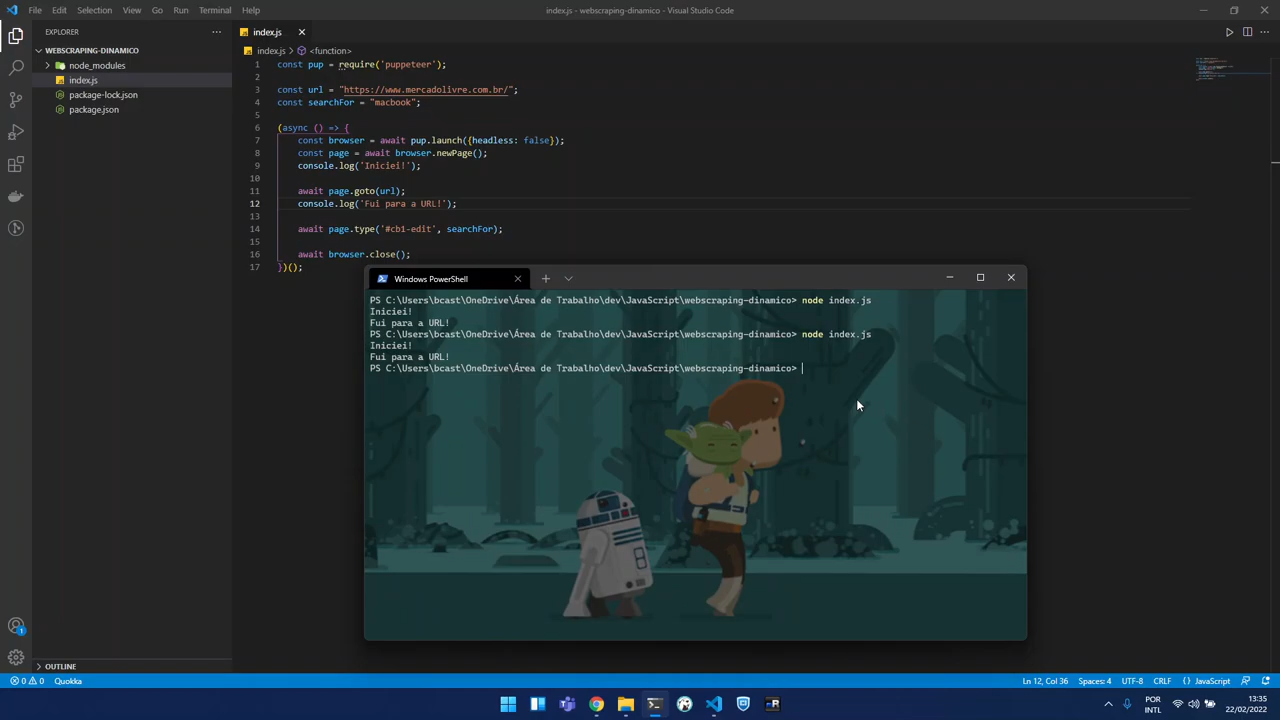 File Edit Selection View Go Run Terminal Help
index.js - webscraping-dinamico - Visual Studio Code
EXPLORER
index.js
WEBSCRAPING-DINAMICO
node_modules
index.js
package-lock.json
package.json
index.js > <function>
1 const pup = require('puppeteer');
2
3 const url = "https://www.mercadolivre.com.br/";
4 const searchFor = "macbook";
5
6 (async () => {
7 const browser = await pup.launch({headless: false});
8 const page = await browser.newPage();
9 console.log('Iniciei!');
10
11 await page.goto(url);
12 console.log('Fui para a URL!');
13
14 await page.type('#cb1-edit', searchFor);
15
16 await browser.close();
17 })();
Windows PowerShell
PS C:\Users\bcast\OneDrive\Área de Trabalho\dev\JavaScript\webscraping-dinamico> node index.js
Iniciei!
Fui para a URL!
PS C:\Users\bcast\OneDrive\Área de Trabalho\dev\JavaScript\webscraping-dinamico> node index.js
Iniciei!
Fui para a URL!
PS C:\Users\bcast\OneDrive\Área de Trabalho\dev\JavaScript\webscraping-dinamico>
1
OUTLINE
0 0 Quokka
Ln 12, Col 36 Spaces: 4 UTF-8 CRLF {} JavaScript
POR
INTL
13:35
22/02/2022